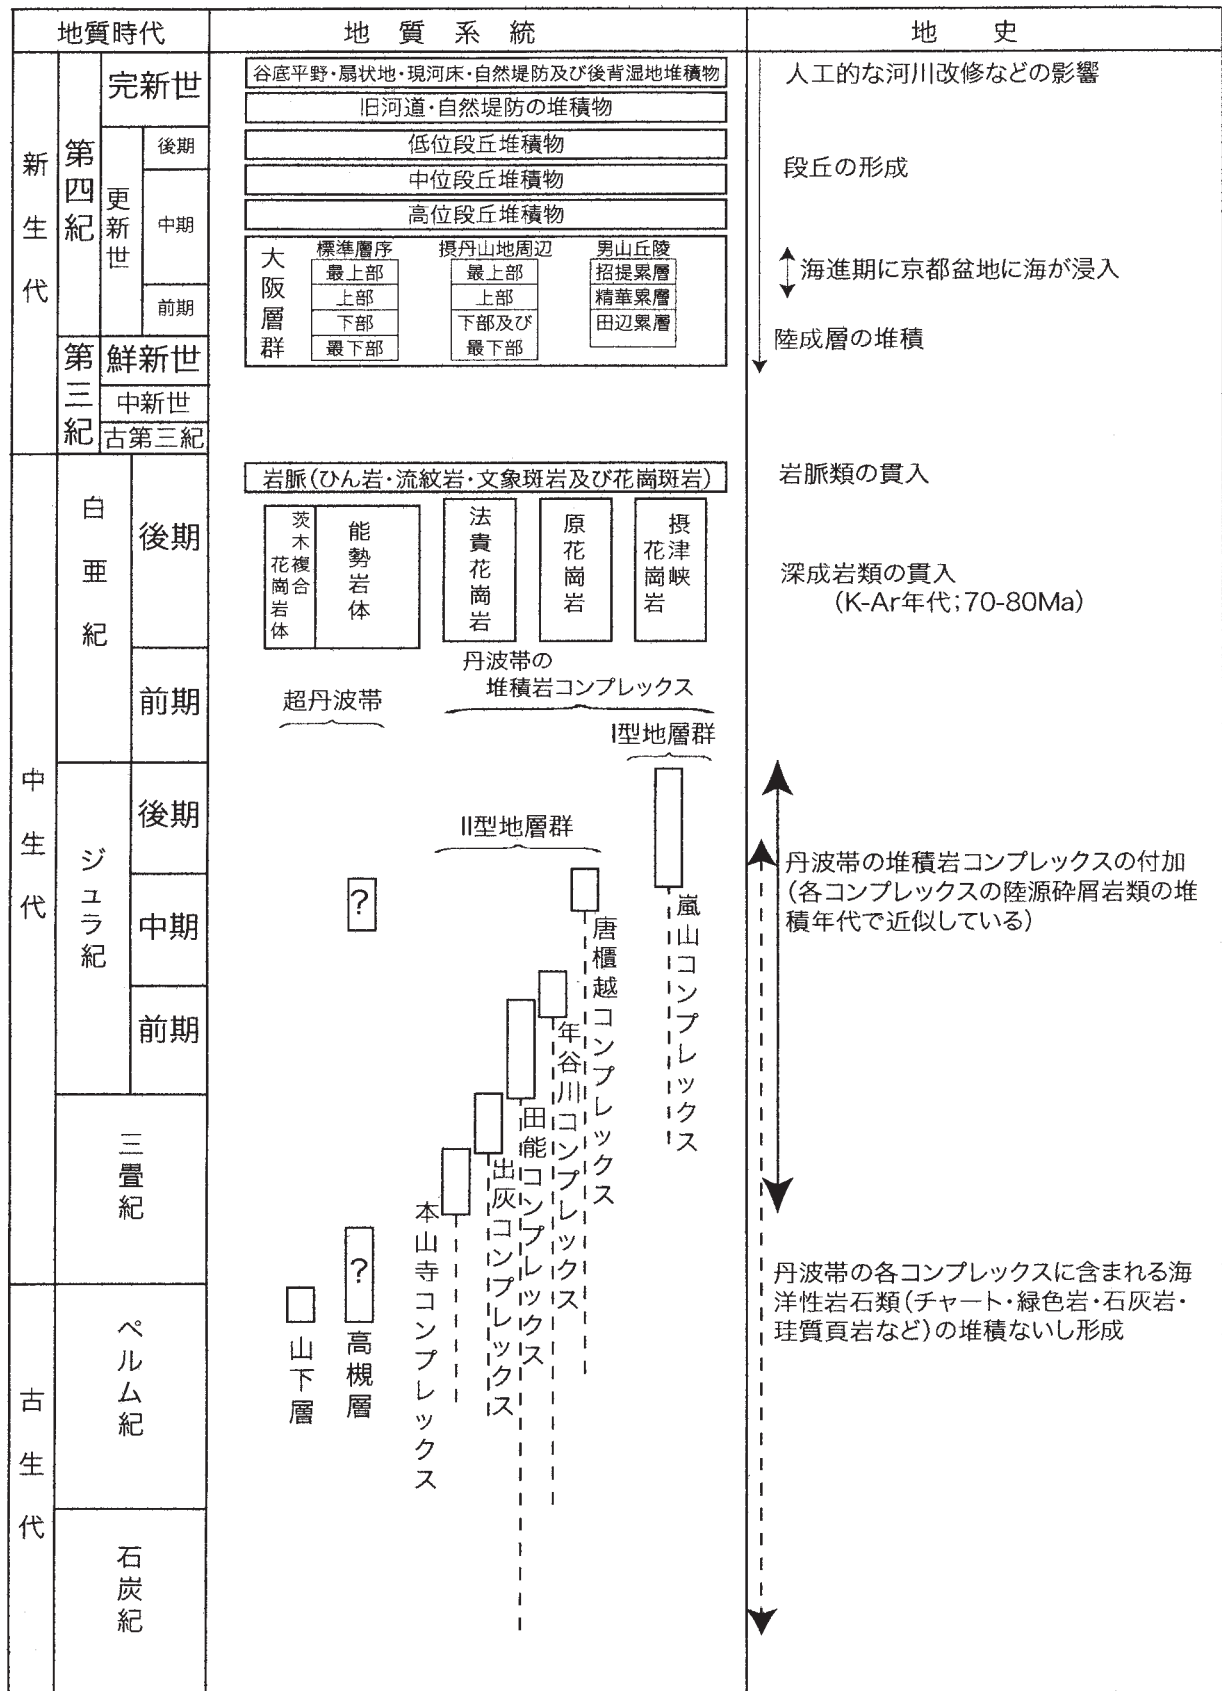 地質時代
地質系統
地史
新生代
第四紀
完新世
更新世
後期
中期
前期
第三紀
鮮新世
中新世
古第三紀
谷底平野・扇状地・現河床・自然堤防及び後背湿地堆積物
旧河道・自然堤防の堆積物
低位段丘堆積物
中位段丘堆積物
高位段丘堆積物
大阪層群
標準層序
最上部
上部
下部
最下部
摂丹山地周辺
最上部
上部
下部及び
最下部
男山丘陵
招提累層
精華累層
田辺累層
人工的な河川改修などの影響
段丘の形成
海進期に京都盆地に海が浸入
陸成層の堆積
中生代
白亜紀
後期
前期
岩脈(ひん岩・流紋岩・文象斑岩及び花崗斑岩)
茨木複合
花崗岩体
能勢岩体
法貴花崗岩
原花崗岩
摂津峡
花崗岩
岩脈類の貫入
深成岩類の貫入
(K-Ar年代;70-80Ma)
超丹波帯
丹波帯の
堆積岩コンプレックス
I型地層群
II型地層群
ジュラ紀
後期
中期
前期
三畳紀
?
?
山下層
高槻層
本山寺コンプレックス
出灰コンプレックス
田能コンプレックス
年谷川コンプレックス
唐櫃越コンプレックス
嵐山コンプレックス
丹波帯の堆積岩コンプレックスの付加
(各コンプレックスの陸源砕屑岩類の堆
積年代で近似している)
古生代
ペルム紀
石炭紀
丹波帯の各コンプレックスに含まれる海
洋性岩石類(チャート・緑色岩・石灰岩・
珪質頁岩など)の堆積ないし形成